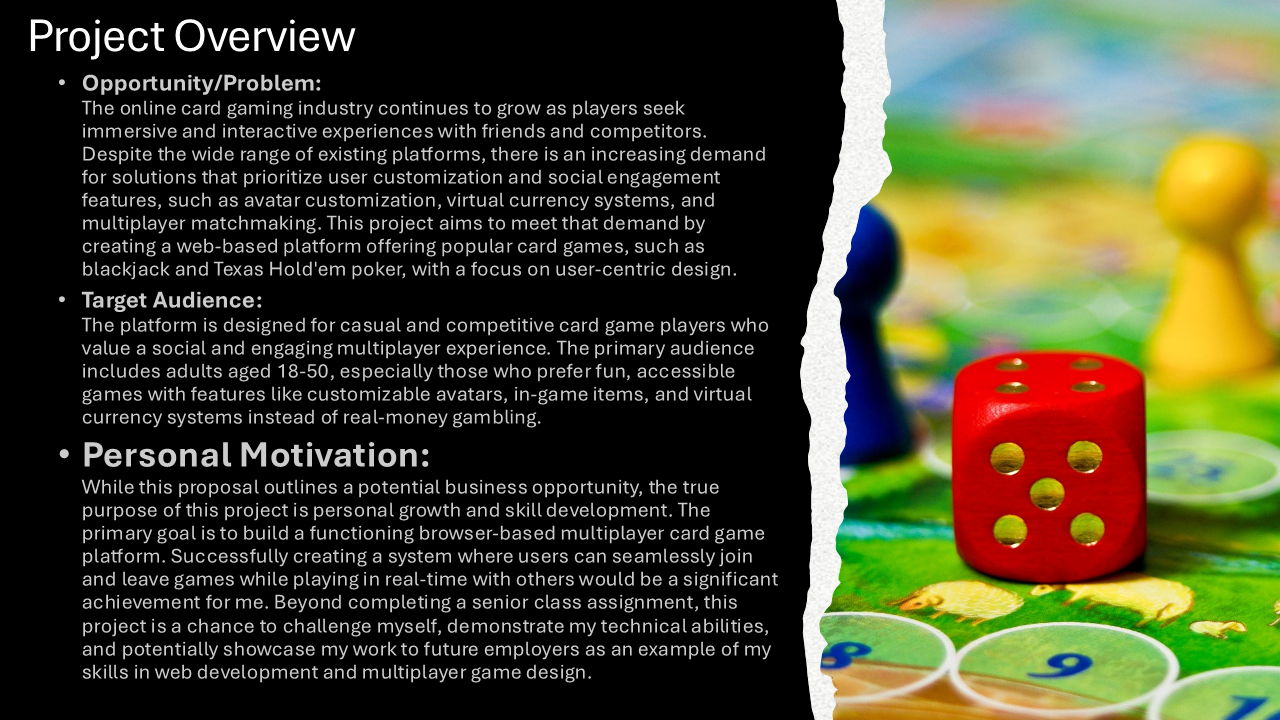 Project Overview
• Opportunity/Problem:
The online card gaming industry continues to grow as players seek
immersive and interactive experiences with friends and competitors.
Despite the wide range of existing platforms, there is an increasing demand
for solutions that prioritize user customization and social engagement
features, such as avatar customization, virtual currency systems, and
multiplayer matchmaking. This project aims to meet that demand by
creating a web-based platform offering popular card games, such as
blackjack and Texas Hold'em poker, with a focus on user-centric design.
• Target Audience:
The platform is designed for casual and competitive card game players who
value a social and engaging multiplayer experience. The primary audience
includes adults aged 18-50, especially those who prefer fun, accessible
games with features like customizable avatars, in-game items, and virtual
currency systems instead of real money gambling.
• Personal Motivation:
While this proposal outlines a potential business opportunity, the true
purpose of this project is personal growth and skill development. The
primary goal is to build a functioning browser-based multiplayer card game
platform. Successfully creating a system where users can seamlessly join
and leave games while playing in real-time with others would be a significant
achievement for me. Beyond completing a senior class assignment, this
project is a chance to challenge myself, demonstrate my technical abilities,
and potentially showcase my work to future employers as an example of my
skills in web development and multiplayer game design.
8
9